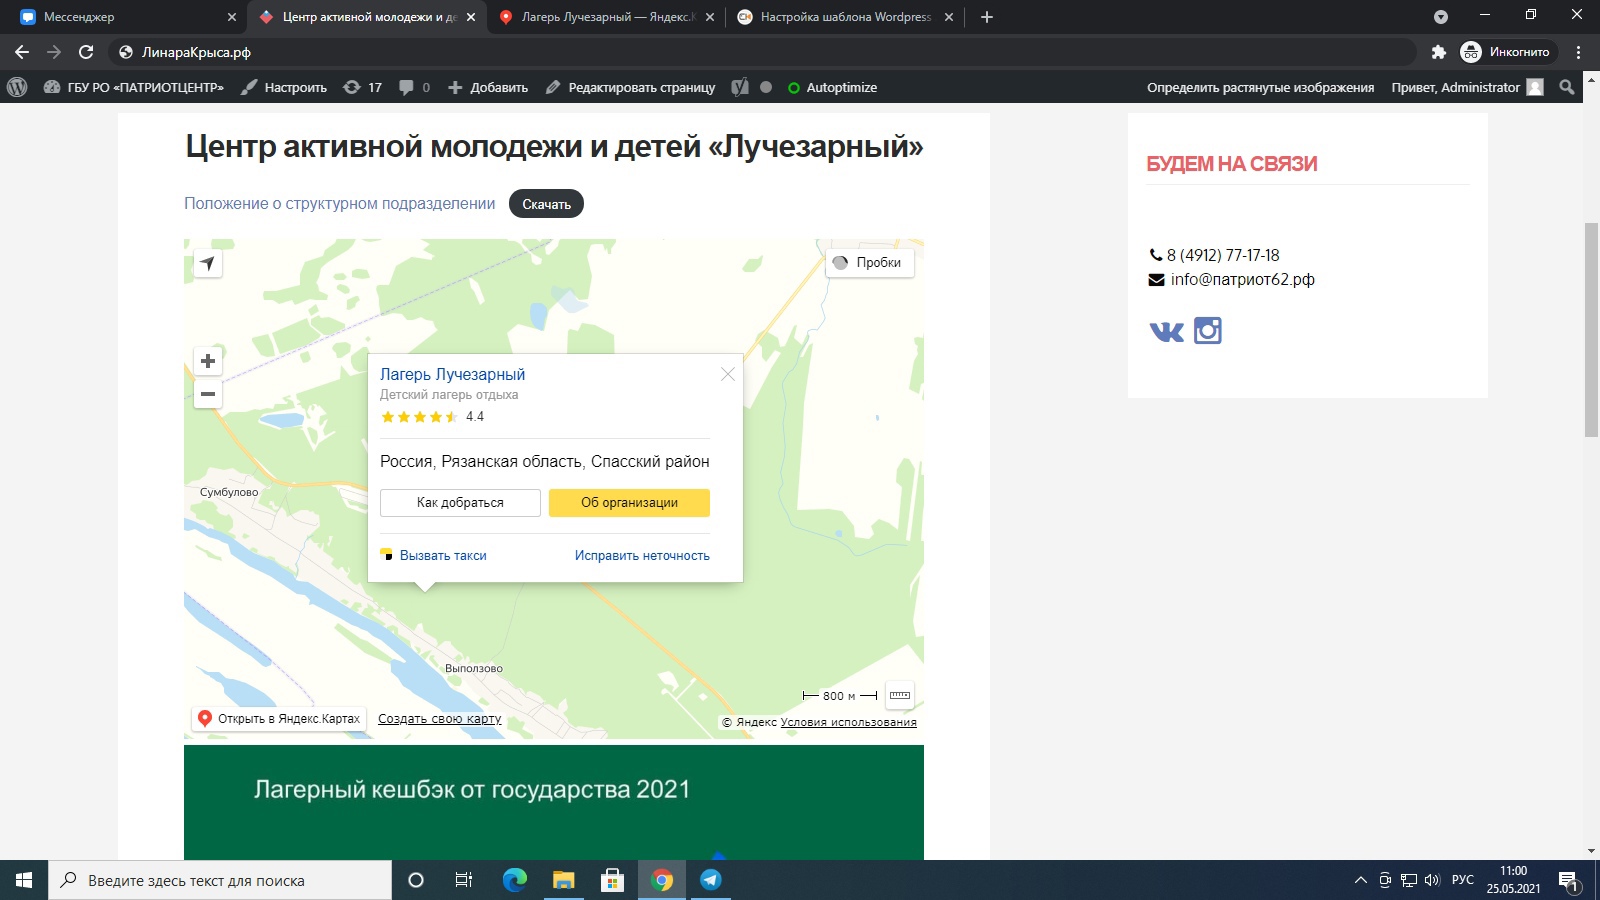 Мессенджер
Центр активной молодежи и де
Лагерь Лучезарный — Яндекс.К
Настройка шаблона Wordpress
ЛинараКрыса.рф
Инкогнито
ГБУ РО «ПАТРИОТЦЕНТР»
Настроить
17
0
Добавить
Редактировать страницу
Autoptimize
Определить растянутые изображения
Привет, Administrator
Центр активной молодежи и детей «Лучезарный»
Положение о структурном подразделении
Скачать
Пробки
Лагерь Лучезарный
Детский лагерь отдыха
4.4
Россия, Рязанская область, Спасский район
Как добраться
Об организации
Вызвать такси
Исправить неточность
Сумбулово
Выползово
800 м
Открыть в Яндекс.Картах
Создать свою карту
© Яндекс Условия использования
Лагерный кешбэк от государства 2021
БУДЕМ НА СВЯЗИ
8 (4912) 77-17-18
info@патриот62.рф
Введите здесь текст для поиска
РУС
11:00
25.05.2021
1